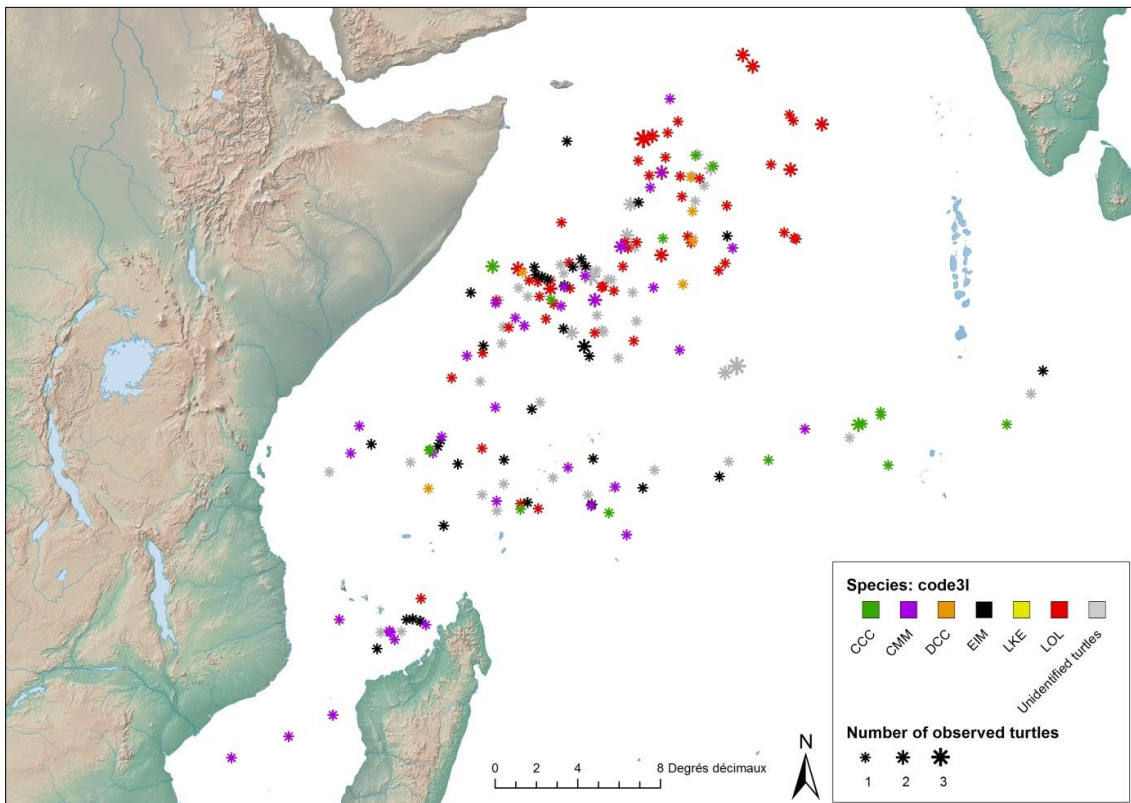 Species: code3l
CCC CMM DCC EIM LKE LOL Unidentified turtles
Number of observed turtles
1 2 3
N
0 2 4 8 Degrés décimaux